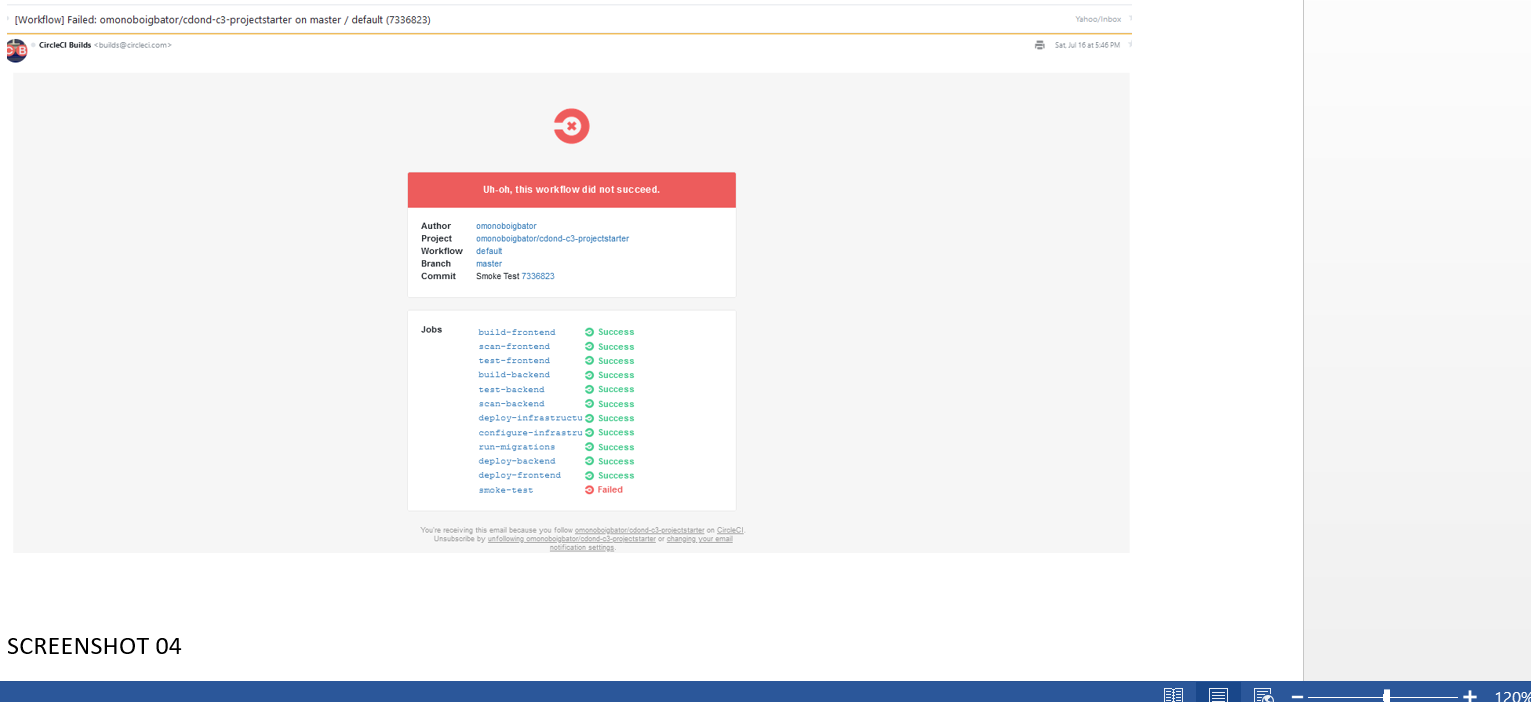 [Workflow] Failed: omonoboigbator/cdond-c3-projectstarter on master / default (7336823)
Yahoo/Inbox
CircleCI Builds <builds@circleci.com>
Sat, Jul 16 at 5:46 PM
Uh-oh, this workflow did not succeed.
Author omonoboigbator
Project omonoboigbator/cdond-c3-projectstarter
Workflow default
Branch master
Commit Smoke Test 7336823
Jobs
build-frontend Success
scan-frontend Success
test-frontend Success
build-backend Success
test-backend Success
scan-backend Success
deploy-infrastructu Success
configure-infrastru Success
run-migrations Success
deploy-backend Success
deploy-frontend Success
smoke-test Failed
You're receiving this email because you follow omonoboigbator/cdond-c3-projectstarter on CircleCI.
Unsubscribe by unfollowing omonoboigbator/cdond-c3-projectstarter or changing your email
notification settings.
SCREENSHOT 04
120%